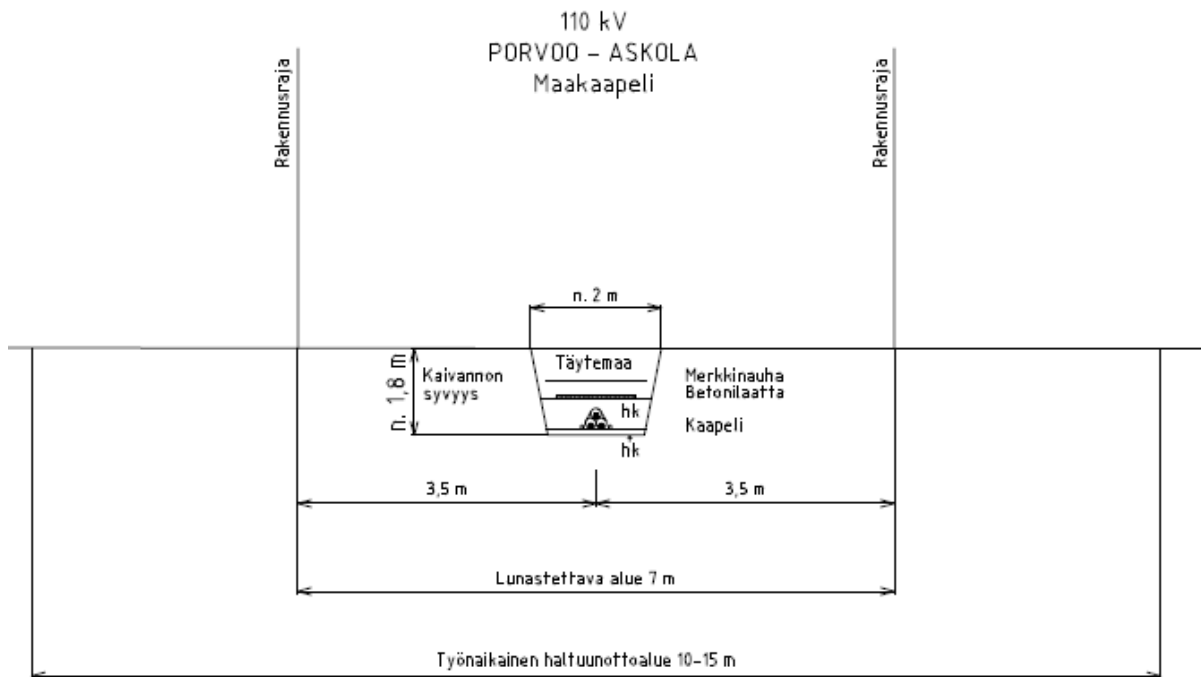 110 kV
PORVOO – ASKOLA
Maakaapeli
Rakennusraja
Rakennusraja
n. 2 m
n. 1,8 m
Kaivannon
syvyys
Täytemaa
Merkkinauha
Betonilaatta
hk
Kaapeli
hk
3,5 m
3,5 m
Lunastettava alue 7 m
Työnaikainen haltuunottoalue 10-15 m